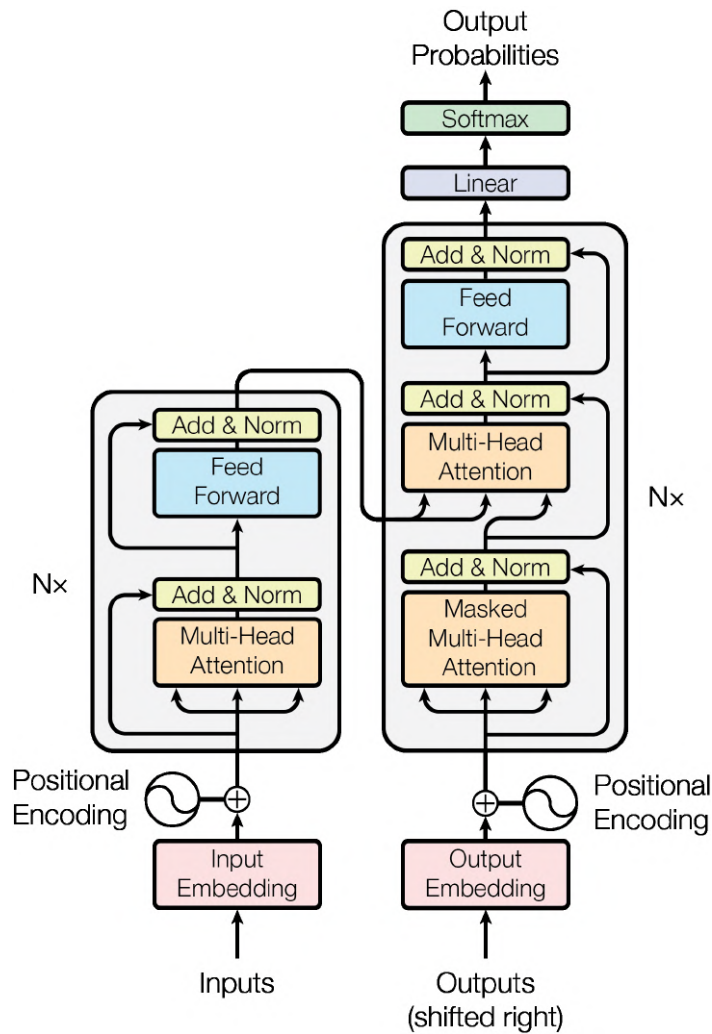 Output
Probabilities
Softmax
Linear
Add & Norm
Feed
Forward
Add & Norm
Multi-Head
Attention
Add & Norm
Masked
Multi-Head
Attention
N×
Add & Norm
Feed
Forward
Add & Norm
Multi-Head
Attention
N×
Positional
Encoding
Positional
Encoding
Input
Embedding
Output
Embedding
Inputs
Outputs
(shifted right)